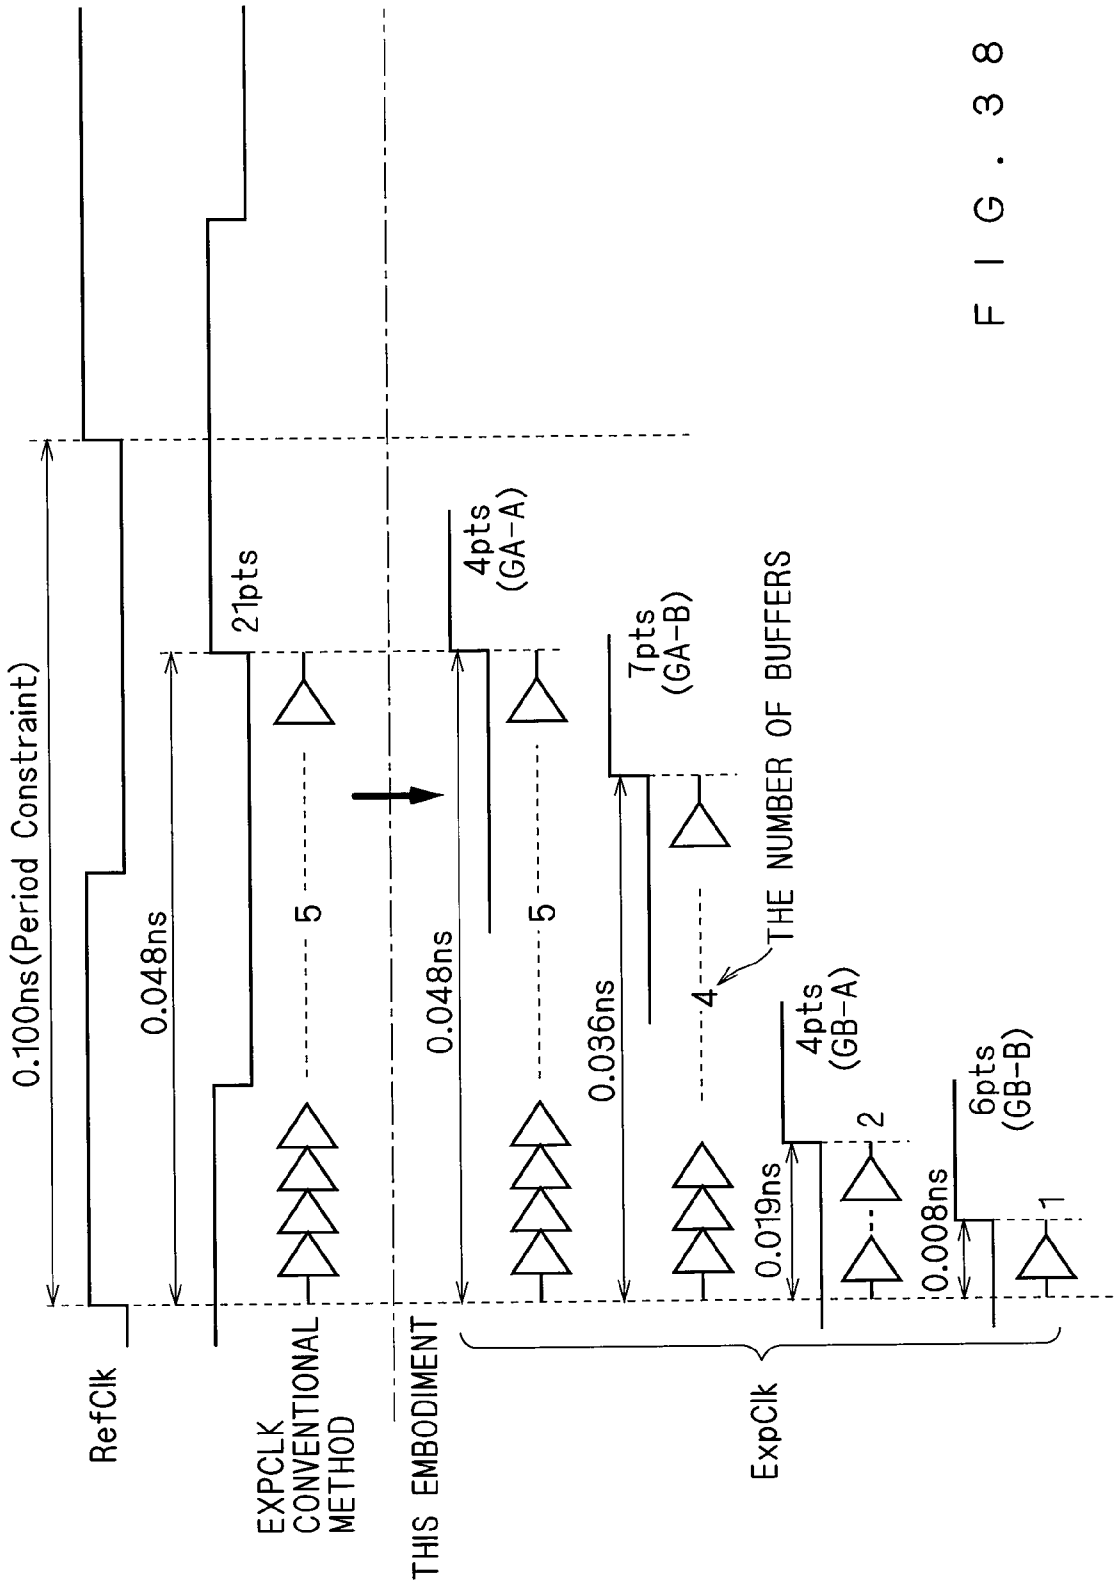 0.100ns(Period Constraint)
RefClk
0.048ns
21pts
EXPCLK
CONVENTIONAL
METHOD
5
THIS EMBODIMENT
0.048ns
4pts
(GA-A)
5
0.036ns
7pts
(GA-B)
4
THE NUMBER OF BUFFERS
ExpClk
0.019ns
4pts
(GB-A)
2
0.008ns
6pts
(GB-B)
1
FIG.38